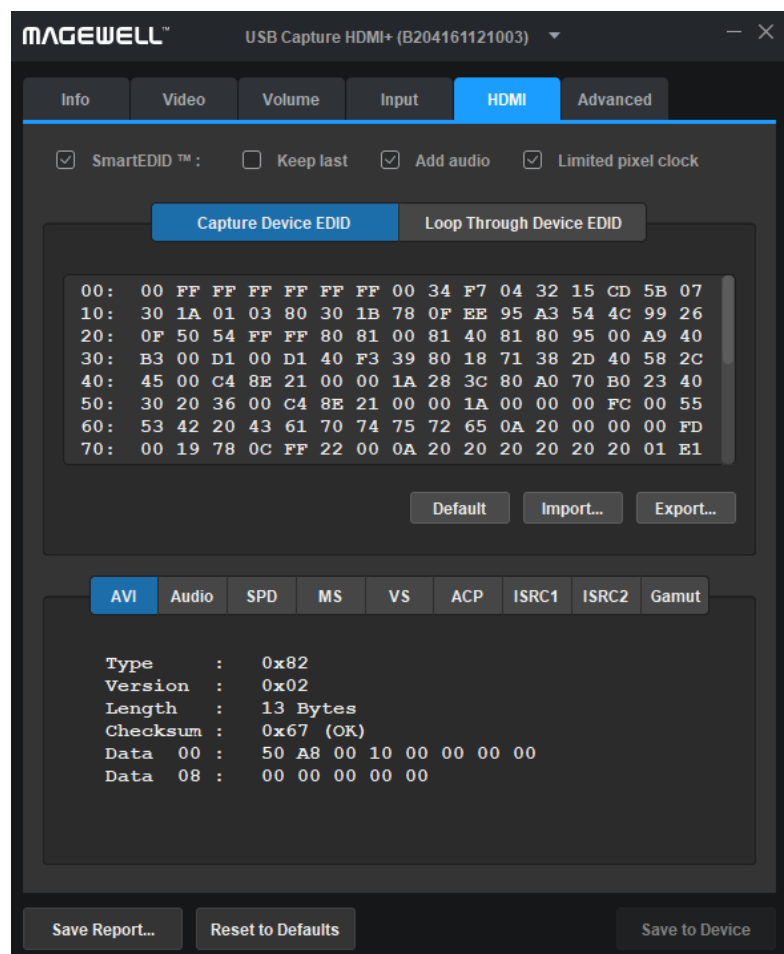 MAGEWELL™ USB Capture HDMI+ (B204161121003)
Info Video Volume Input HDMI Advanced
SmartEDID ™ : Keep last Add audio Limited pixel clock
Capture Device EDID Loop Through Device EDID
00: 00 FF FF FF FF FF FF 00 34 F7 04 32 15 CD 5B 07
10: 30 1A 01 03 80 30 1B 78 0F EE 95 A3 54 4C 99 26
20: 0F 50 54 FF FF 80 81 00 81 40 81 80 95 00 A9 40
30: B3 00 D1 00 D1 40 F3 39 80 18 71 38 2D 40 58 2C
40: 45 00 C4 8E 21 00 00 1A 28 3C 80 A0 70 B0 23 40
50: 30 20 36 00 C4 8E 21 00 00 1A 00 00 00 FC 00 55
60: 53 42 20 43 61 70 74 75 72 65 0A 20 00 00 00 FD
70: 00 19 78 0C FF 22 00 0A 20 20 20 20 20 20 01 E1
Default Import... Export...
AVI Audio SPD MS VS ACP ISRC1 ISRC2 Gamut
Type : 0x82
Version : 0x02
Length : 13 Bytes
Checksum : 0x67 (OK)
Data 00 : 50 A8 00 10 00 00 00 00
Data 08 : 00 00 00 00 00
Save Report... Reset to Defaults Save to Device